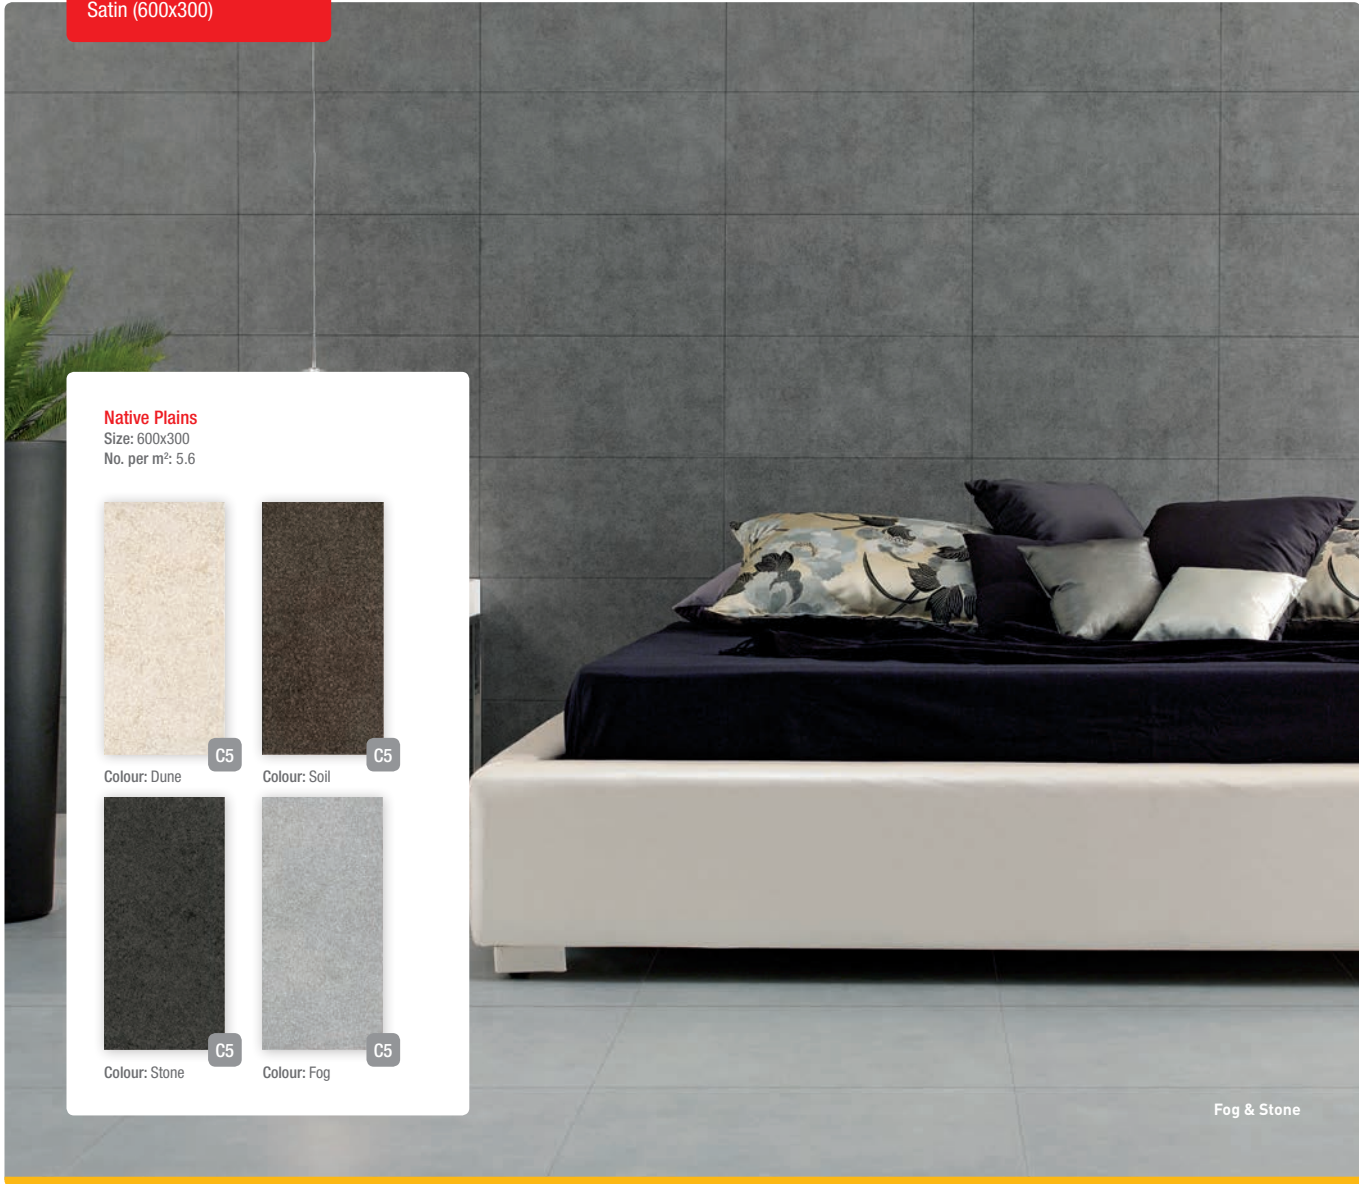 Satin (600x300)
Native Plains
Size: 600x300
No. per m²: 5.6
C5
C5
Colour: Dune
Colour: Soil
C5
C5
Colour: Stone
Colour: Fog
Fog & Stone